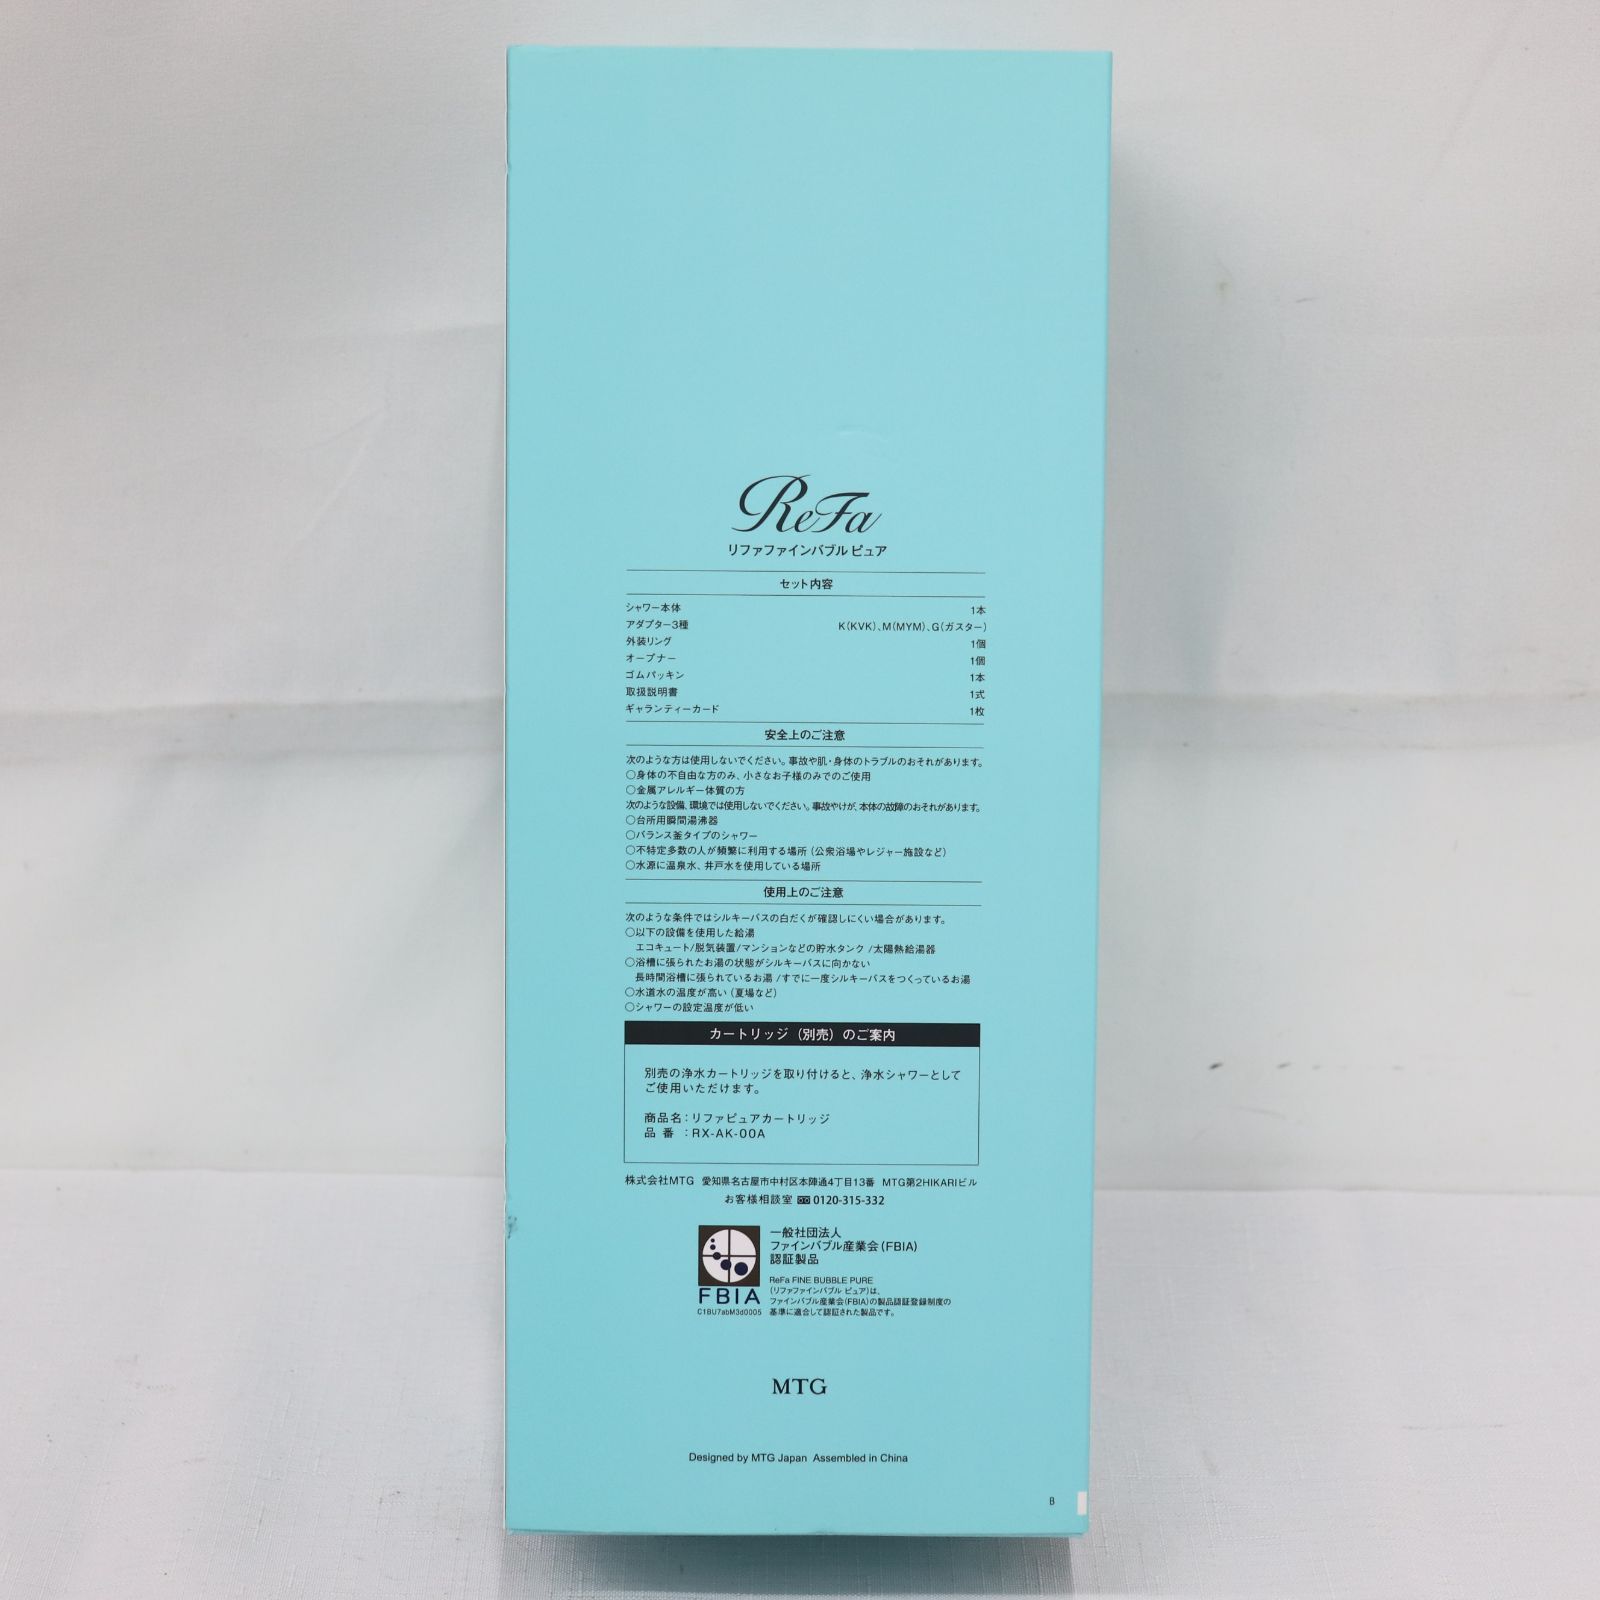 ReFa
リファファインバブル ピュア
セット内容
シャワー本体 1本
アダプター3種 K(KVK)、M(MYM)、G(ガスター)
外装リング 1個
オープナー 1個
ゴムパッキン 1本
取扱説明書 1式
ギャランティーカード 1枚
安全上のご注意
次のような方は使用しないでください。事故や肌・身体のトラブルのおそれがあります。
○身体の不自由な方のみ、小さなお子様のみでのご使用
○金属アレルギー体質の方
次のような設備、環境では使用しないでください。事故やけが、本体の故障のおそれがあります。
○台所用瞬間湯沸器
○バランス釜タイプのシャワー
○不特定多数の人が頻繁に利用する場所(公衆浴場やレジャー施設など)
○水源に温泉水、井戸水を使用している場所
使用上のご注意
次のような条件ではシルキーバスの白だくが確認しにくい場合があります。
○以下の設備を使用した給湯
エコキュート/脱気装置/マンションなどの貯水タンク/太陽熱給湯器
○浴槽に張られたお湯の状態がシルキーバスに向かない
長時間浴槽に張られているお湯/すでに一度シルキーバスをつくっているお湯
○水道水の温度が高い(夏場など)
○シャワーの設定温度が低い
カートリッジ(別売)のご案内
別売の浄水カートリッジを取り付けると、浄水シャワーとして
ご使用いただけます。
商品名:リファピュアカートリッジ
品 番 :RX-AK-00A
株式会社MTG 愛知県名古屋市中村区本陣通4丁目13番 MTG第2HIKARIビル
お客様相談室 0120-315-332
一般社団法人
ファインバブル産業会(FBIA)
認証製品
FBIA
C1BU7abM3d0005
ReFa FINE BUBBLE PURE
(リファファインバブル ピュア)は、
ファインバブル産業会(FBIA)の製品認証登録制度の
基準に適合して認証された製品です。
MTG
Designed by MTG Japan Assembled in China
B